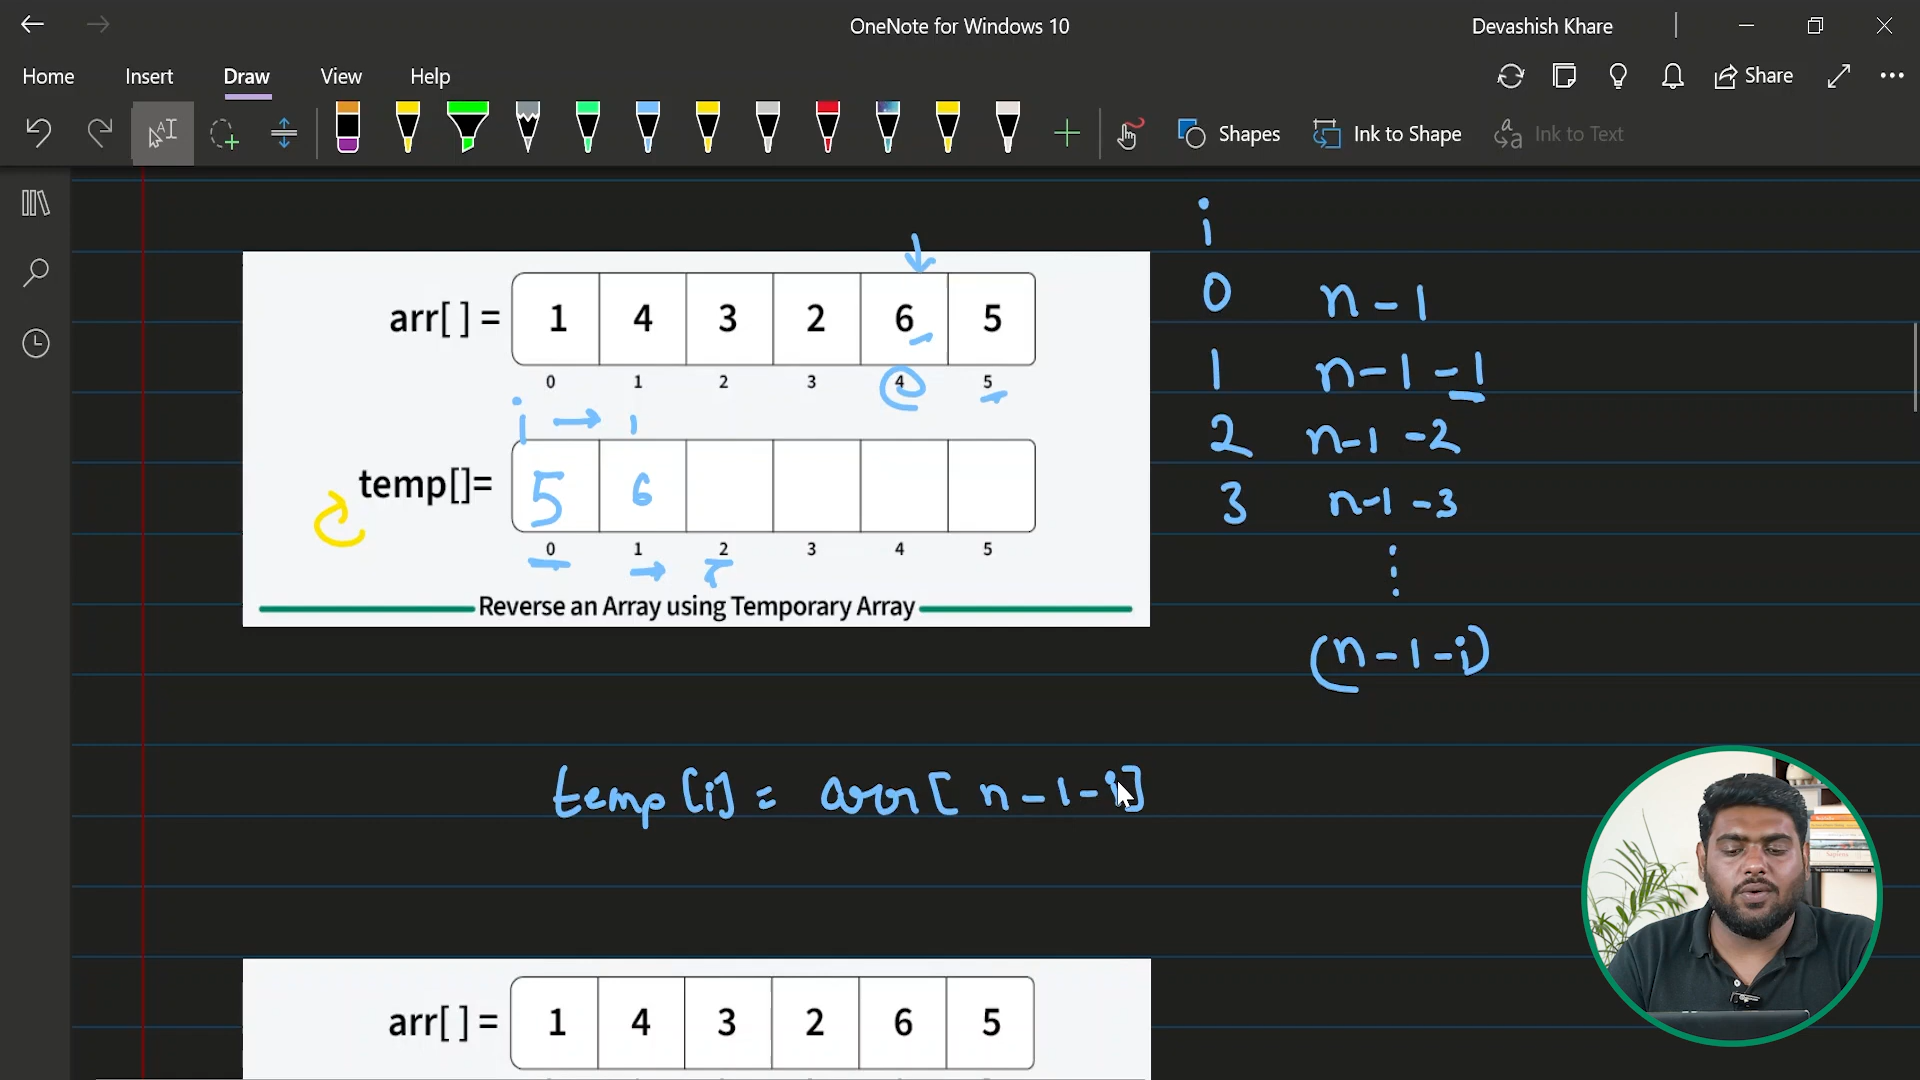 OneNote for Windows 10
Devashish Khare
Home Insert Draw View Help
Share
Shapes
Ink to Shape
Ink to Text
arr[ ] = 1 4 3 2 6 5
0 1 2 3 4 5
i → 1
temp[]= 5 6
0 1 2 3 4 5
→
Reverse an Array using Temporary Array
i
0 n - 1
1 n - 1 - 1
2 n - 1 - 2
3 n - 1 - 3
(n - 1 - i)
temp [i] = arr [ n - 1 - i]
arr[ ] = 1 4 3 2 6 5